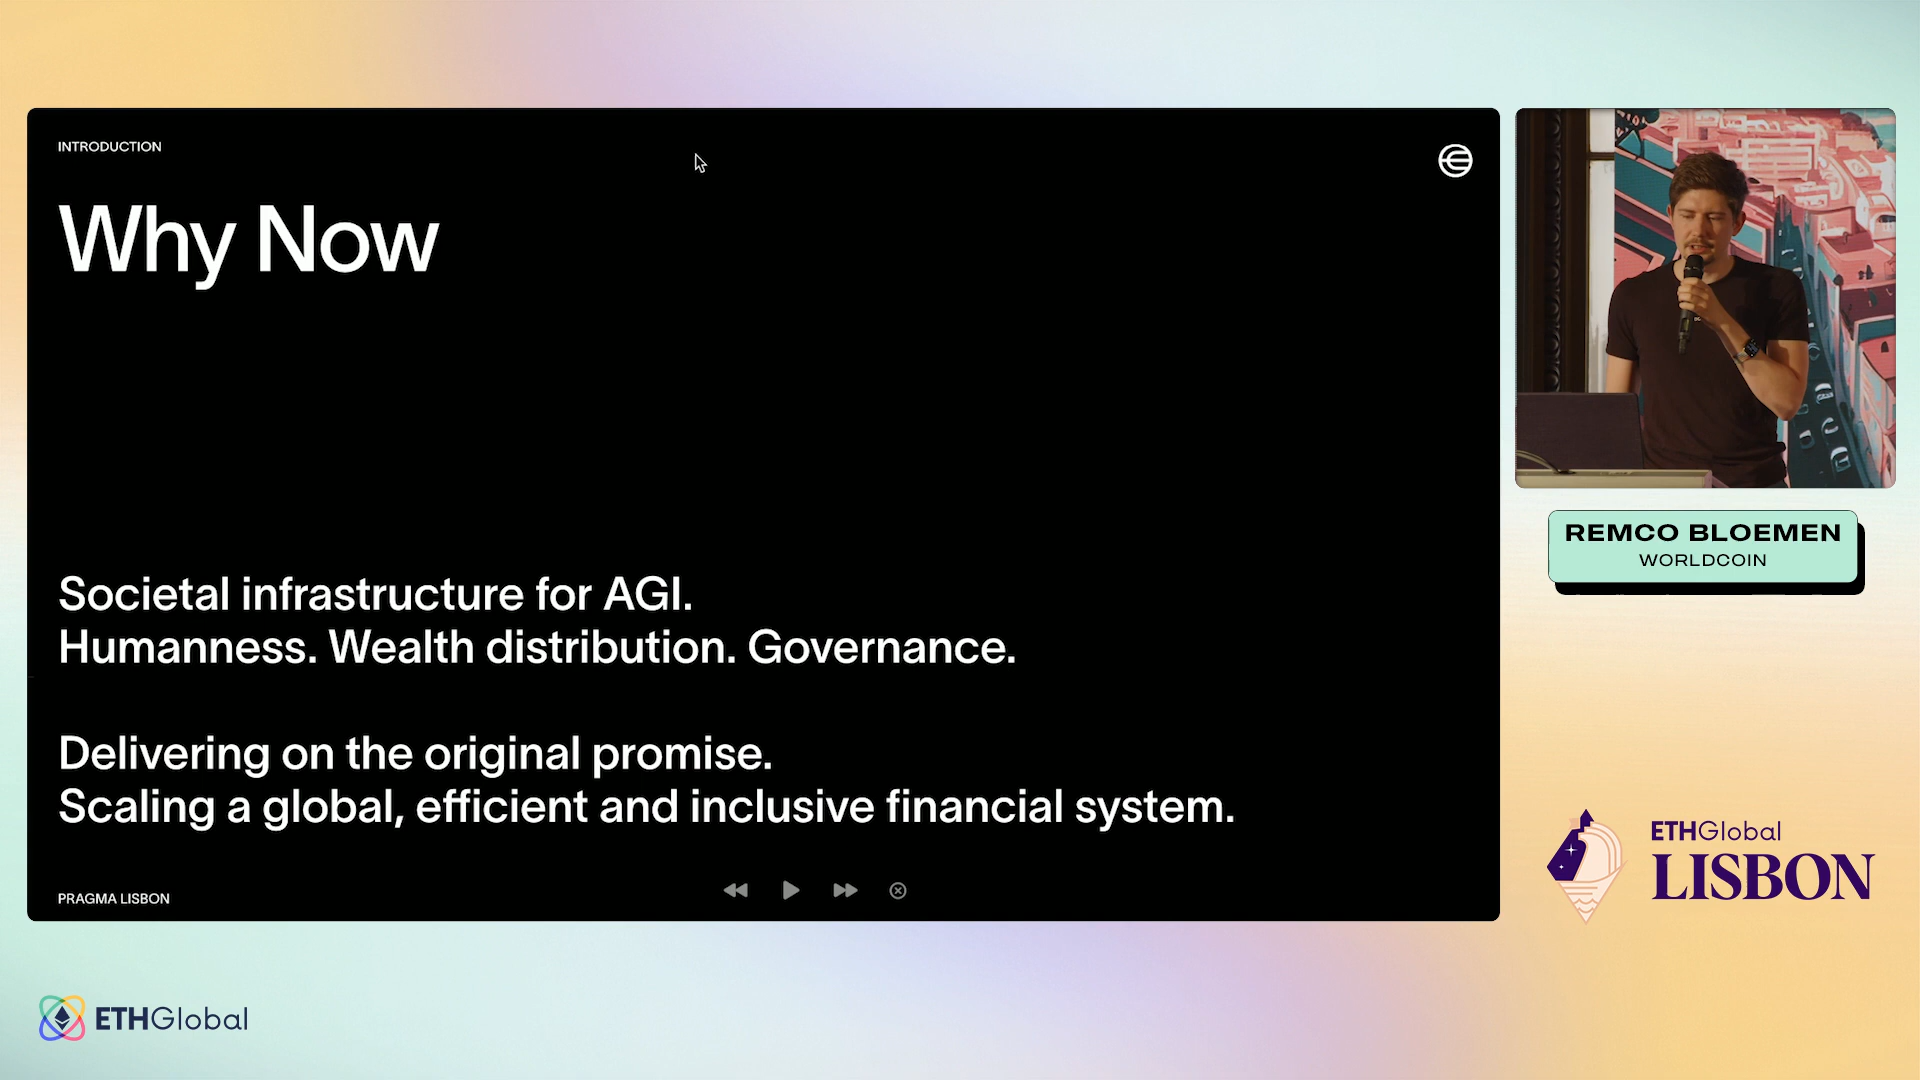 INTRODUCTION
Why Now
Societal infrastructure for AGI.
Humanness. Wealth distribution. Governance.
Delivering on the original promise.
Scaling a global, efficient and inclusive financial system.
PRAGMA LISBON
REMCO BLOEMEN
WORLDCOIN
ETHGlobal
LISBON
ETHGlobal